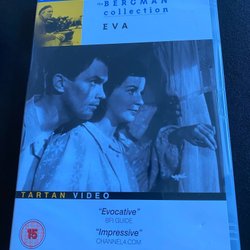 the BERGMAN
collection
EVA
TARTAN VIDEO
"Evocative"
BFI GUIDE
"Impressive"
CHANNEL4.COM
15